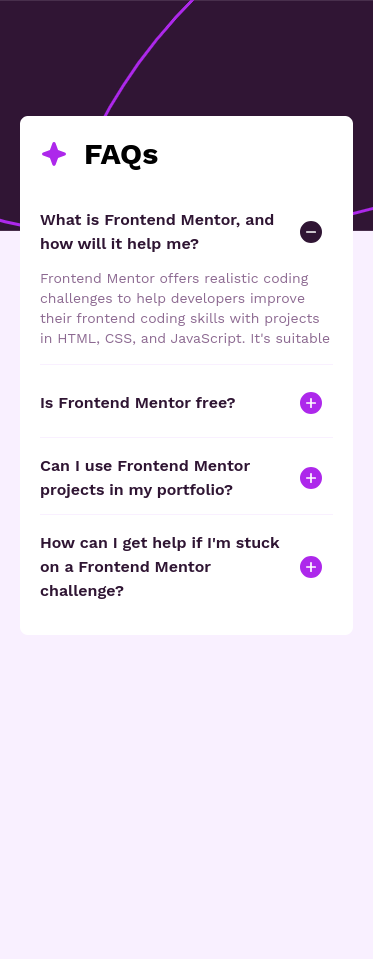 FAQs
What is Frontend Mentor, and
how will it help me?
Frontend Mentor offers realistic coding
challenges to help developers improve
their frontend coding skills with projects
in HTML, CSS, and JavaScript. It's suitable
Is Frontend Mentor free?
Can I use Frontend Mentor
projects in my portfolio?
How can I get help if I'm stuck
on a Frontend Mentor
challenge?